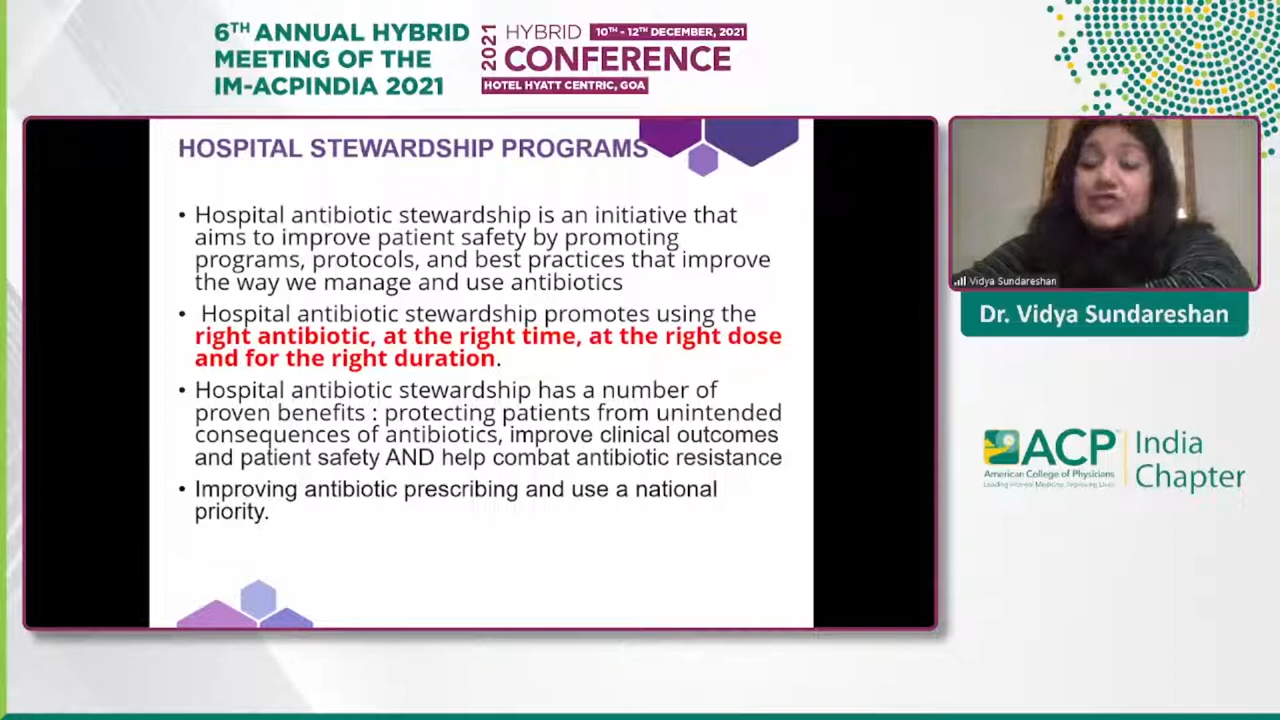 6TH ANNUAL HYBRID
MEETING OF THE
IM-ACPINDIA 2021
2021
HYBRID
10TH - 12TH DECEMBER, 2021
CONFERENCE
HOTEL HYATT CENTRIC, GOA
HOSPITAL STEWARDSHIP PROGRAMS
• Hospital antibiotic stewardship is an initiative that
aims to improve patient safety by promoting
programs, protocols, and best practices that improve
the way we manage and use antibiotics
• Hospital antibiotic stewardship promotes using the
right antibiotic, at the right time, at the right dose
and for the right duration.
• Hospital antibiotic stewardship has a number of
proven benefits : protecting patients from unintended
consequences of antibiotics, improve clinical outcomes
and patient safety AND help combat antibiotic resistance
• Improving antibiotic prescribing and use a national
priority.
Vidya Sundareshan
Dr. Vidya Sundareshan
ACP
American College of Physicians
Leading Internal Medicine, Improving Lives
India
Chapter